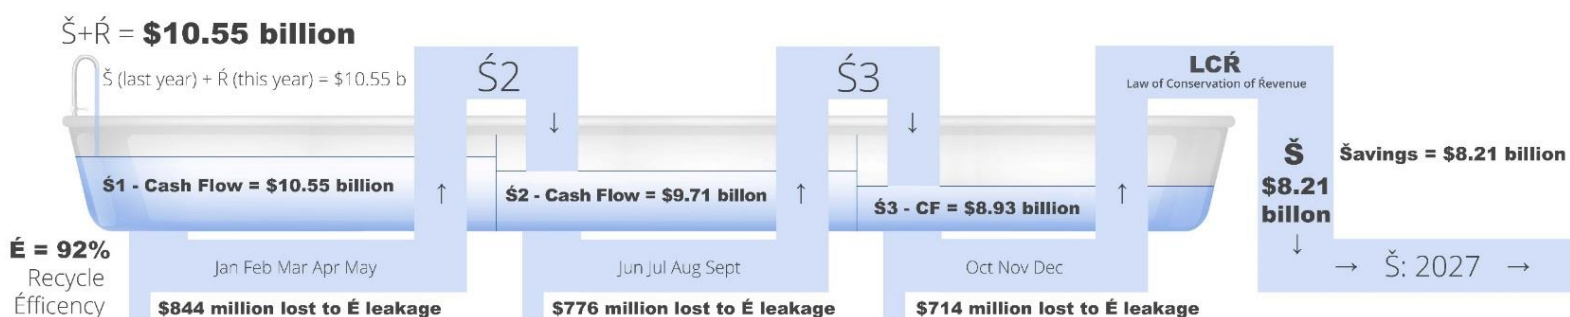 Š+Ŕ = $10.55 billion
Š (last year) + Ŕ (this year) = $10.55 b
Ś2
↓
Ś3
↓
LCŔ
Law of Conservation of Ŕevenue
Ś1 - Cash Flow = $10.55 billion
↑
Ś2 - Cash Flow = $9.71 billon
↑
Ś3 - CF = $8.93 billion
↑
Š
$8.21
billon
↓
Šavings = $8.21 billion
É = 92%
Recycle
Éfficency
Jan Feb Mar Apr May
Jun Jul Aug Sept
Oct Nov Dec
→ Š: 2027 →
$844 million lost to É leakage
$776 million lost to É leakage
$714 million lost to É leakage